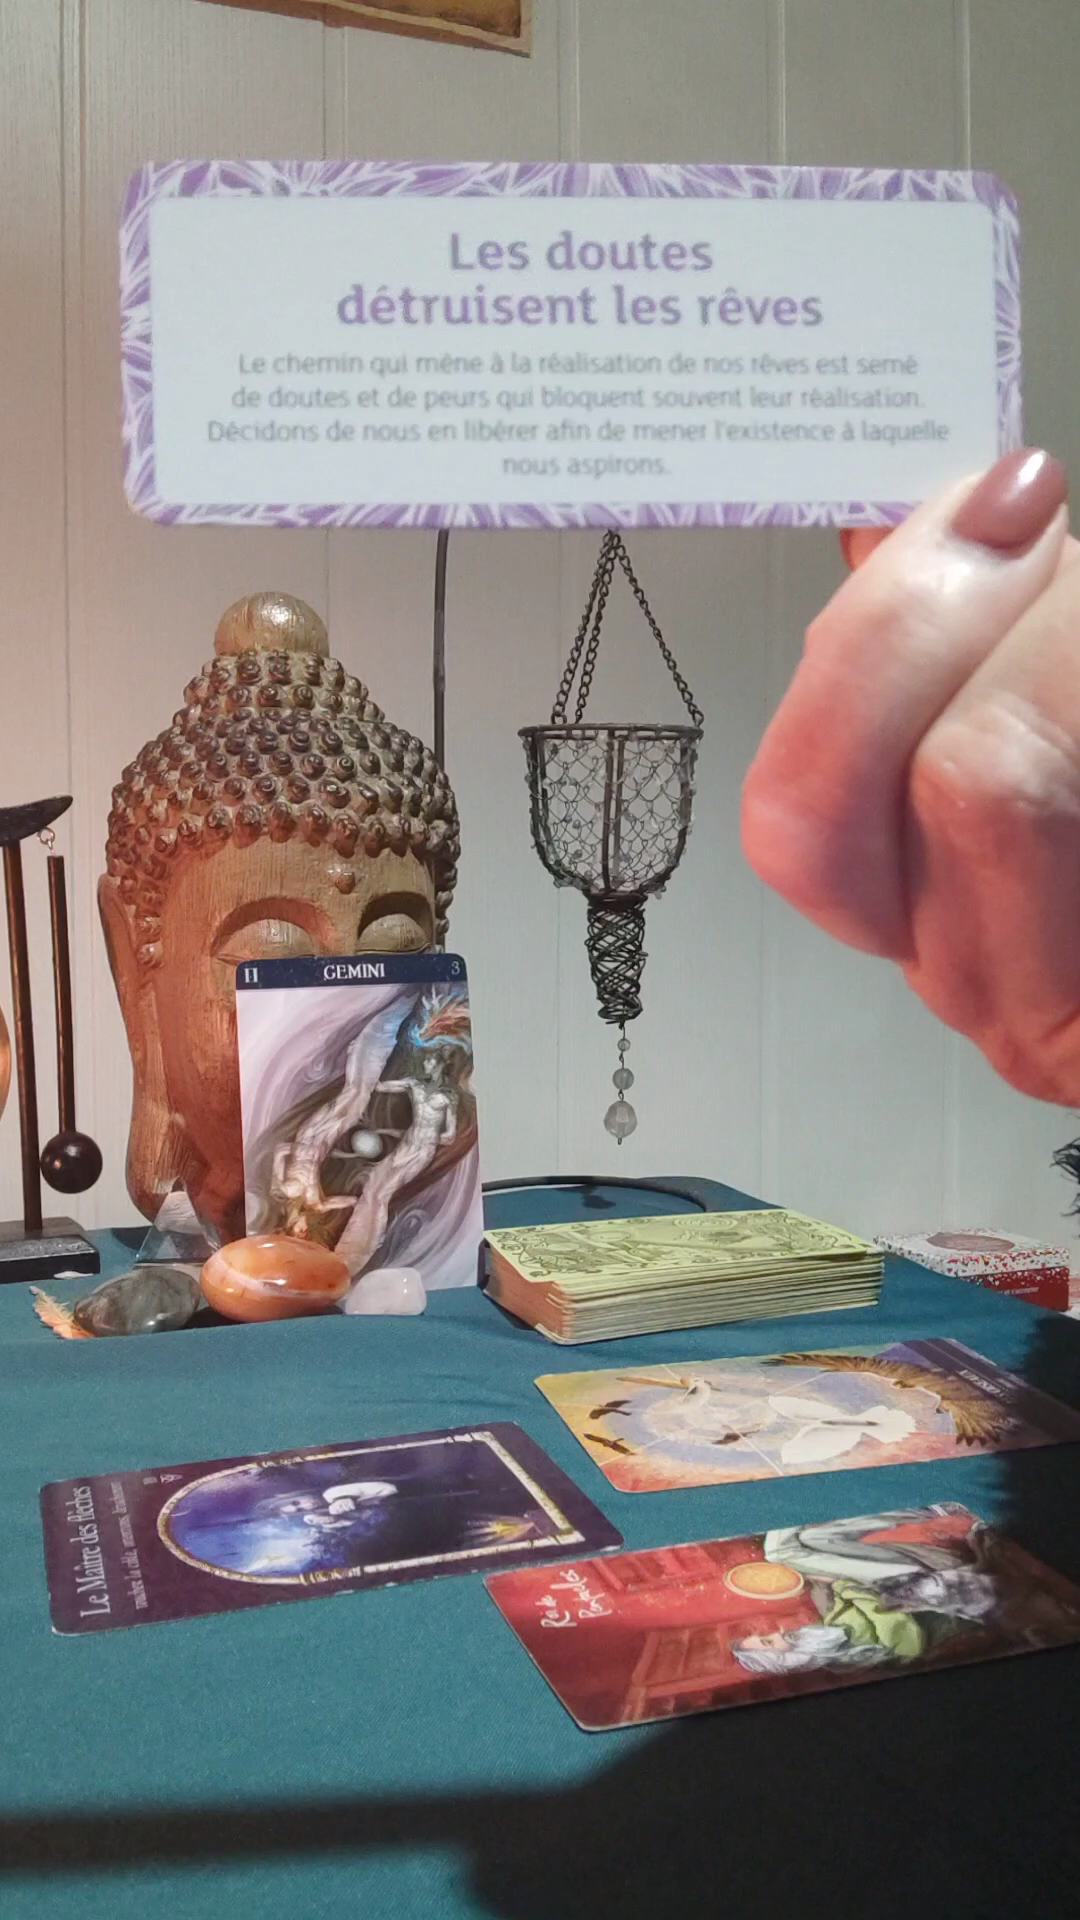 Les doutes
détruisent les rêves
Le chemin qui mène à la réalisation de nos rêves est semé
de doutes et de peurs qui bloquent souvent leur réalisation.
Décidons de nous en libérer afin de mener l'existence à laquelle
nous aspirons.
GEMINI 3
Le Maître des flèches
Roi de
Pentacles